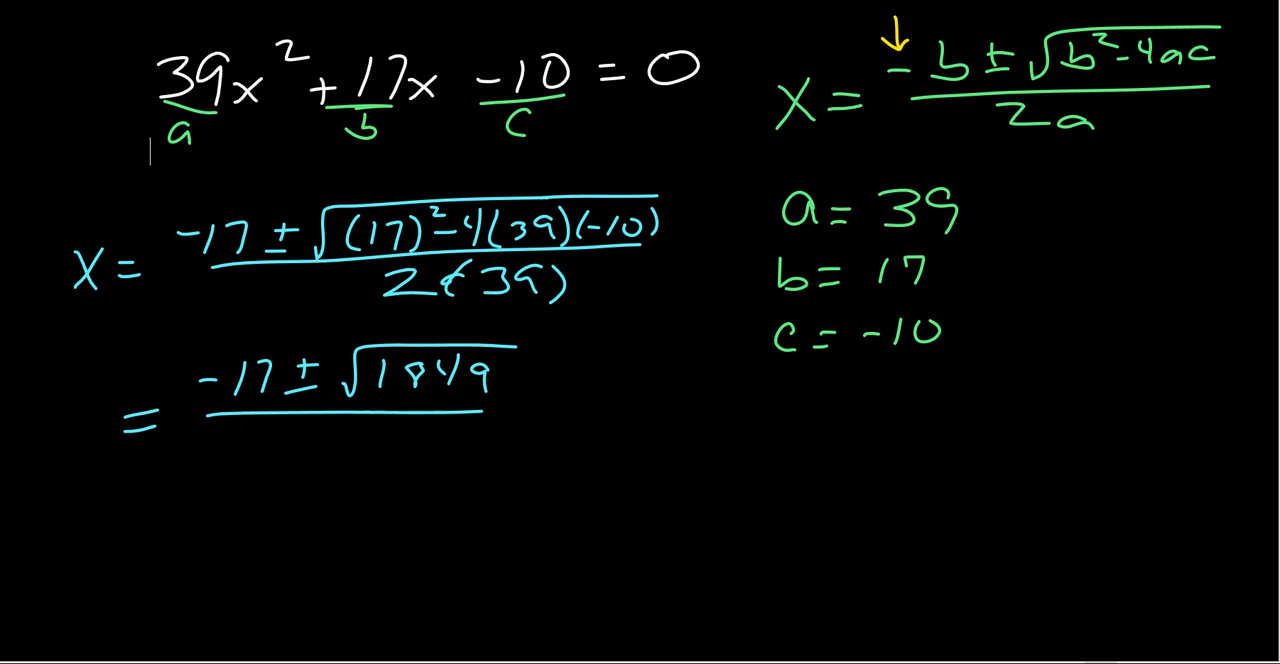 39x² + 17x - 10 = 0
a b c
x = -b ± √b² - 4ac
2a
a = 39
b = 17
c = -10
x = -17 ± √(17)² - 4(39)(-10)
2(39)
= -17 ± √1849